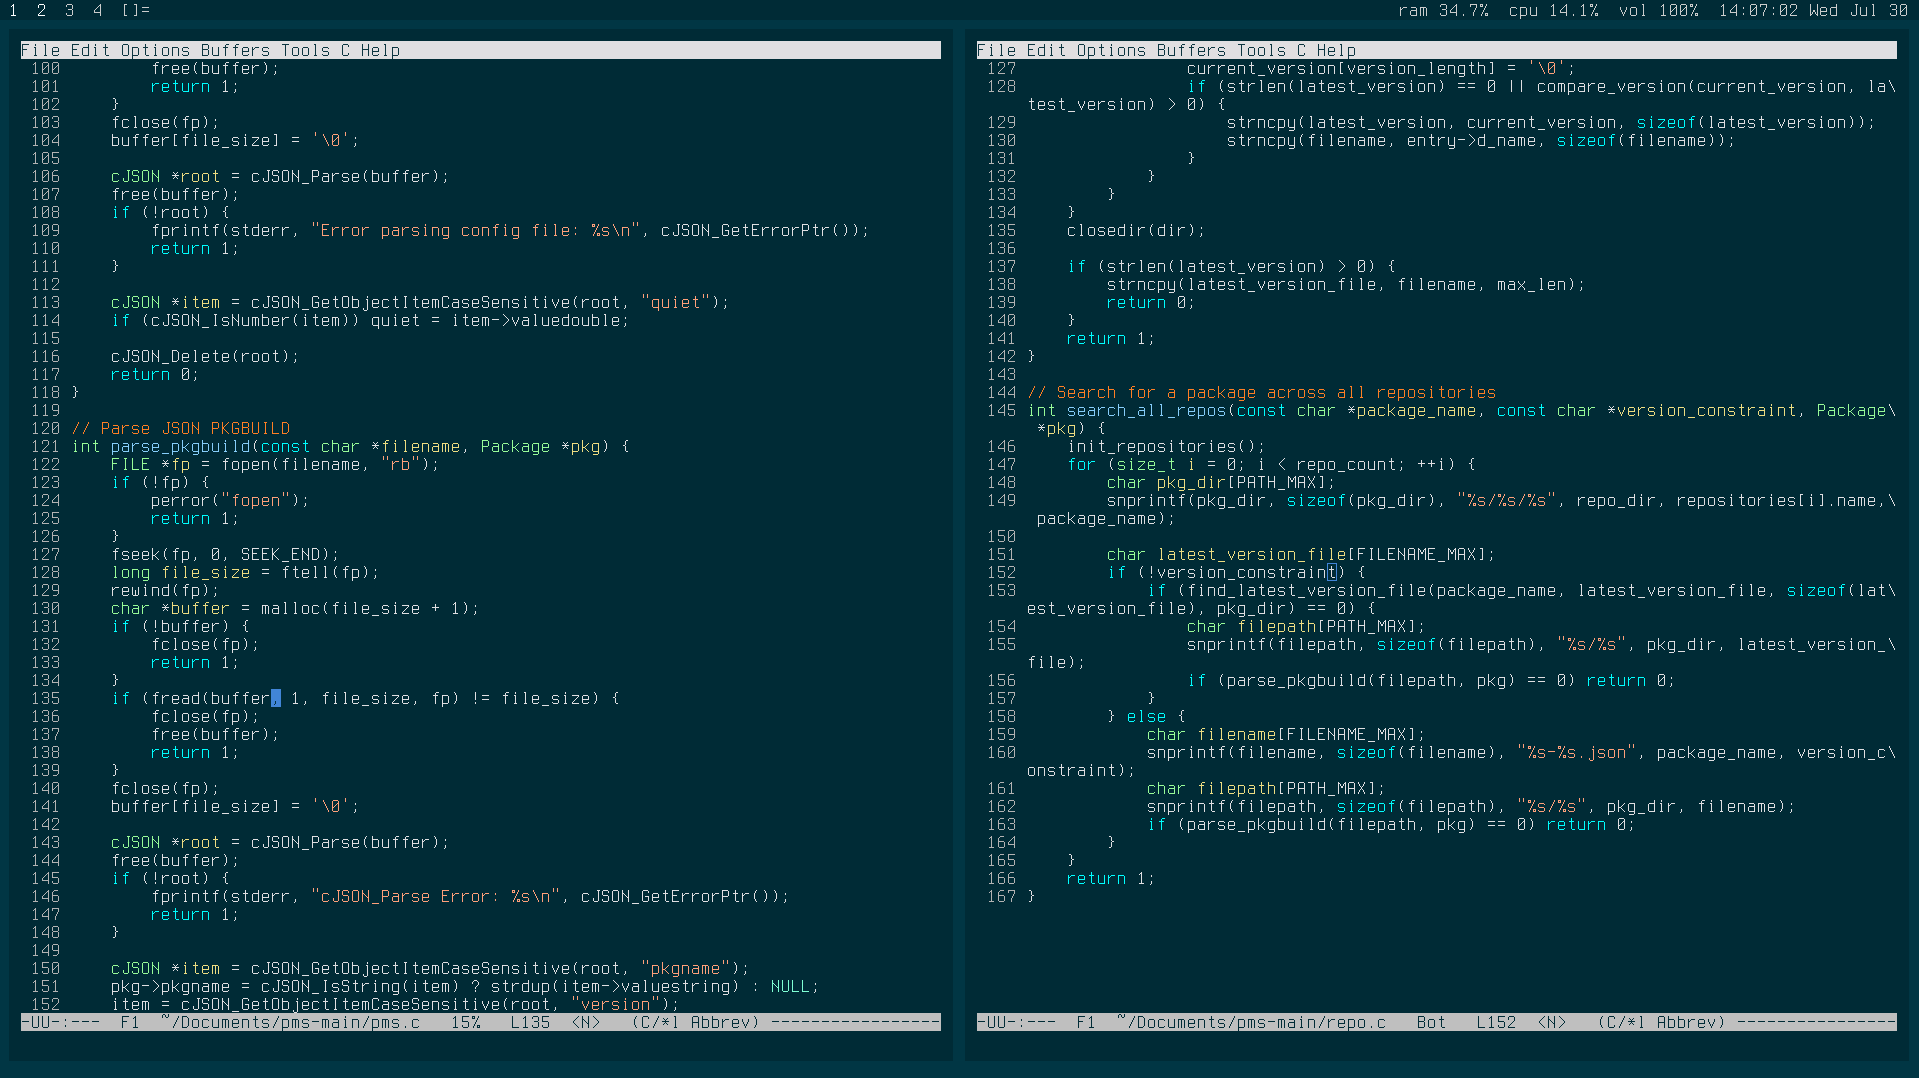 1 2 3 4 []=
ram 34.7% cpu 14.1% vol 100% 14:07:02 Wed Jul 30
File Edit Options Buffers Tools C Help
100         free(buffer);
101         return 1;
102     }
103     fclose(fp);
104     buffer[file_size] = '\0';
105
106     cJSON *root = cJSON_Parse(buffer);
107     free(buffer);
108     if (!root) {
109         fprintf(stderr, "Error parsing config file: %s\n", cJSON_GetErrorPtr());
110         return 1;
111     }
112
113     cJSON *item = cJSON_GetObjectItemCaseSensitive(root, "quiet");
114     if (cJSON_IsNumber(item)) quiet = item->valuedouble;
115
116     cJSON_Delete(root);
117     return 0;
118 }
119
120 // Parse JSON PKGBUILD
121 int parse_pkgbuild(const char *filename, Package *pkg) {
122     FILE *fp = fopen(filename, "rb");
123     if (!fp) {
124         perror("fopen");
125         return 1;
126     }
127     fseek(fp, 0, SEEK_END);
128     long file_size = ftell(fp);
129     rewind(fp);
130     char *buffer = malloc(file_size + 1);
131     if (!buffer) {
132         fclose(fp);
133         return 1;
134     }
135     if (fread(buffer, 1, file_size, fp) != file_size) {
136         fclose(fp);
137         free(buffer);
138         return 1;
139     }
140     fclose(fp);
141     buffer[file_size] = '\0';
142
143     cJSON *root = cJSON_Parse(buffer);
144     free(buffer);
145     if (!root) {
146         fprintf(stderr, "cJSON_Parse Error: %s\n", cJSON_GetErrorPtr());
147         return 1;
148     }
149
150     cJSON *item = cJSON_GetObjectItemCaseSensitive(root, "pkgname");
151     pkg->pkgname = cJSON_IsString(item) ? strdup(item->valuestring) : NULL;
152     item = cJSON_GetObjectItemCaseSensitive(root, "version");
-UU-:---  F1  ~/Documents/pms-main/pms.c   15%   L135  <N>   (C/*l Abbrev) -----------------
File Edit Options Buffers Tools C Help
127                 current_version[version_length] = '\0';
128                 if (strlen(latest_version) == 0 || compare_version(current_version, la\
test_version) > 0) {
129                     strncpy(latest_version, current_version, sizeof(latest_version));
130                     strncpy(filename, entry->d_name, sizeof(filename));
131                 }
132             }
133         }
134     }
135     closedir(dir);
136
137     if (strlen(latest_version) > 0) {
138         strncpy(latest_version_file, filename, max_len);
139         return 0;
140     }
141     return 1;
142 }
143
144 // Search for a package across all repositories
145 int search_all_repos(const char *package_name, const char *version_constraint, Package\
 *pkg) {
146     init_repositories();
147     for (size_t i = 0; i < repo_count; ++i) {
148         char pkg_dir[PATH_MAX];
149         snprintf(pkg_dir, sizeof(pkg_dir), "%s/%s/%s", repo_dir, repositories[i].name,\
 package_name);
150
151         char latest_version_file[FILENAME_MAX];
152         if (!version_constraint) {
153             if (find_latest_version_file(package_name, latest_version_file, sizeof(lat\
est_version_file), pkg_dir) == 0) {
154                 char filepath[PATH_MAX];
155                 snprintf(filepath, sizeof(filepath), "%s/%s", pkg_dir, latest_version_\
file);
156                 if (parse_pkgbuild(filepath, pkg) == 0) return 0;
157             }
158         } else {
159             char filename[FILENAME_MAX];
160             snprintf(filename, sizeof(filename), "%s-%s.json", package_name, version_c\
onstraint);
161             char filepath[PATH_MAX];
162             snprintf(filepath, sizeof(filepath), "%s/%s", pkg_dir, filename);
163             if (parse_pkgbuild(filepath, pkg) == 0) return 0;
164         }
165     }
166     return 1;
167 }
-UU-:---  F1  ~/Documents/pms-main/repo.c   Bot   L152  <N>   (C/*l Abbrev) ----------------